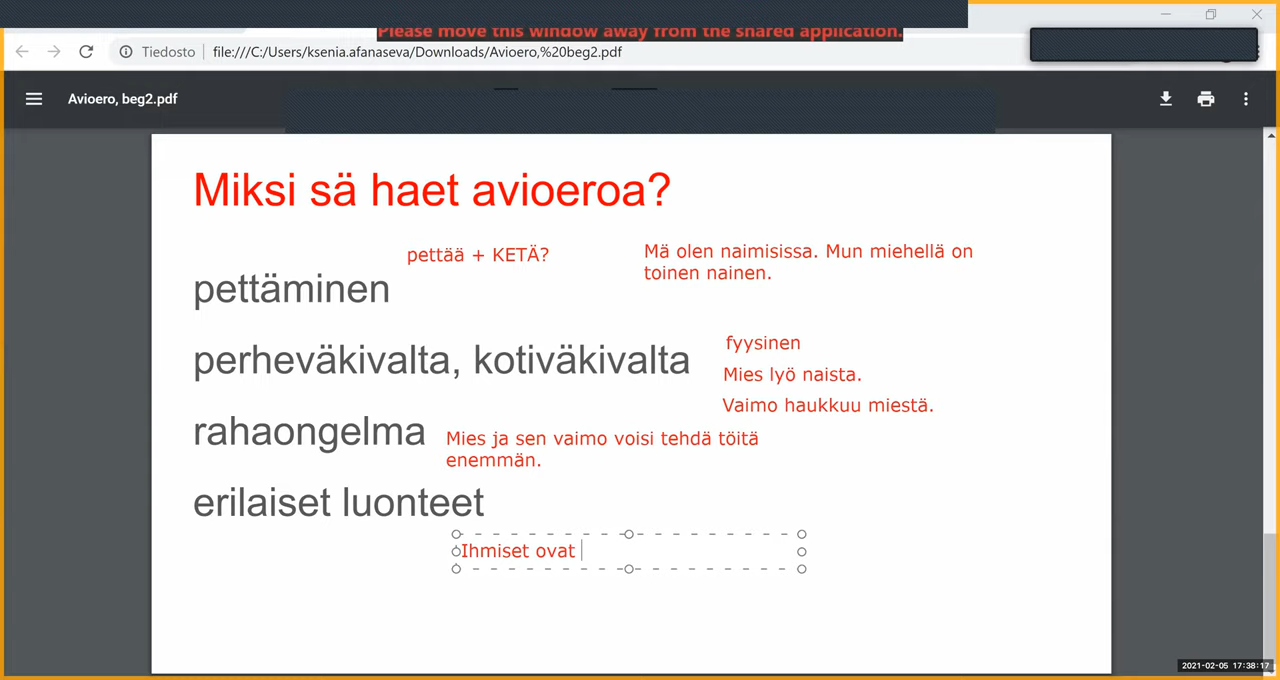 Please move this window away from the shared application.
Tiedosto
file:///C:/Users/ksenia.afanaseva/Downloads/Avioero,%20beg2.pdf
Avioero, beg2.pdf
Miksi sä haet avioeroa?
pettää + KETÄ?
Mä olen naimisissa. Mun miehellä on
toinen nainen.
pettäminen
perheväkivalta, kotiväkivalta
fyysinen
Mies lyö naista.
Vaimo haukkuu miestä.
rahaongelma
Mies ja sen vaimo voisi tehdä töitä
enemmän.
erilaiset luonteet
Ihmiset ovat
2021-02-05 17:38:17